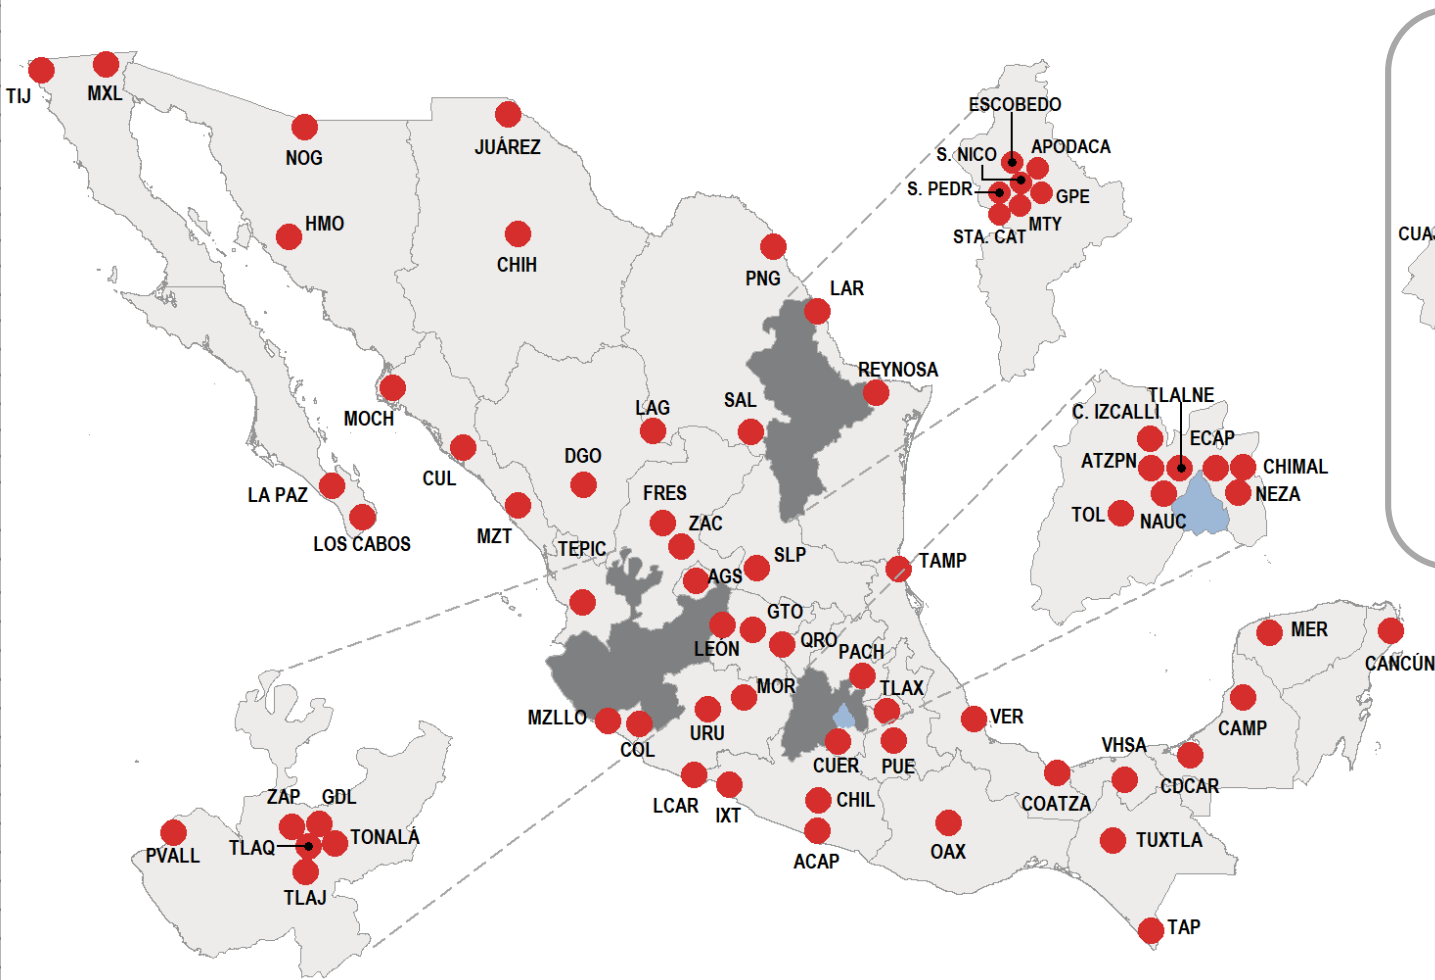 TIJ
MXL
NOG
JUÁREZ
HMO
CHIH
PNG
LAR
ESCOBEDO
S. NICO
APODACA
S. PEDR
GPE
STA. CAT
MTY
MOCH
LAG
SAL
REYNOSA
CUL
DGO
LA PAZ
LOS CABOS
MZT
FRES
ZAC
TEPIC
AGS
SLP
TAMP
C. IZCALLI
TLALNE
ATZPN
ECAP
CHIMAL
NEZA
TOL
NAUC
LEÓN
GTO
QRO
PACH
MER
CANCÚN
MZLLO
COL
URU
MOR
TLAX
CUER
PUE
VER
CAMP
VHSA
COATZA
CDCAR
LCAR
IXT
CHIL
ACAP
OAX
TUXTLA
TAP
ZAP
GDL
PVALL
TLAQ
TONALÁ
TLAJ